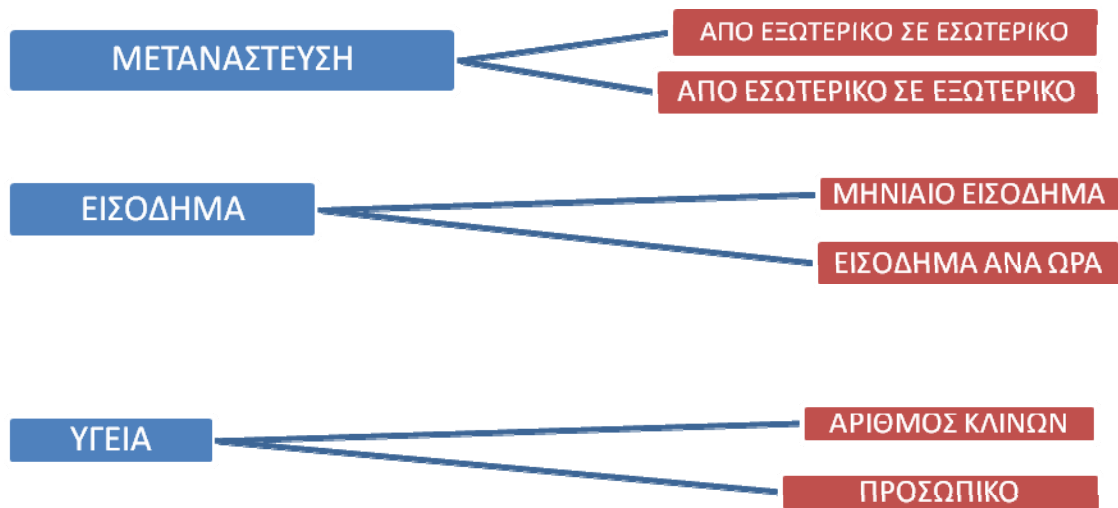 ΜΕΤΑΝΑΣΤΕΥΣΗ
ΑΠΟ ΕΞΩΤΕΡΙΚΟ ΣΕ ΕΣΩΤΕΡΙΚΟ
ΑΠΟ ΕΣΩΤΕΡΙΚΟ ΣΕ ΕΞΩΤΕΡΙΚΟ
ΕΙΣΟΔΗΜΑ
ΜΗΝΙΑΙΟ ΕΙΣΟΔΗΜΑ
ΕΙΣΟΔΗΜΑ ΑΝΑ ΩΡΑ
ΥΓΕΙΑ
ΑΡΙΘΜΟΣ ΚΛΙΝΩΝ
ΠΡΟΣΩΠΙΚΟ